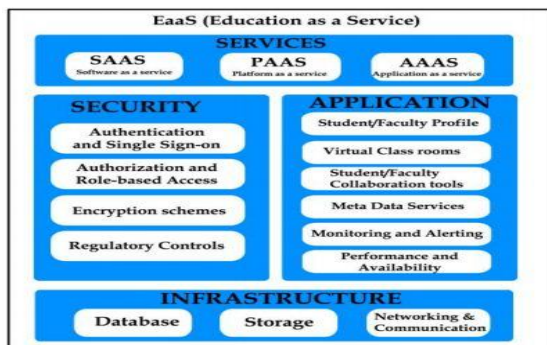 EaaS (Education as a Service)
SERVICES
SAAS
Software as a service
PAAS
Platform as a service
AAAS
Application as a service
SECURITY
Authentication
and Single Sign-on
Authorization and
Role-based Access
Encryption schemes
Regulatory Controls
APPLICATION
Student/Faculty Profile
Virtual Class rooms
Student/Faculty
Collaboration tools
Meta Data Services
Monitoring and Alerting
Performance and
Availability
INFRASTRUCTURE
Database
Storage
Networking &
Communication